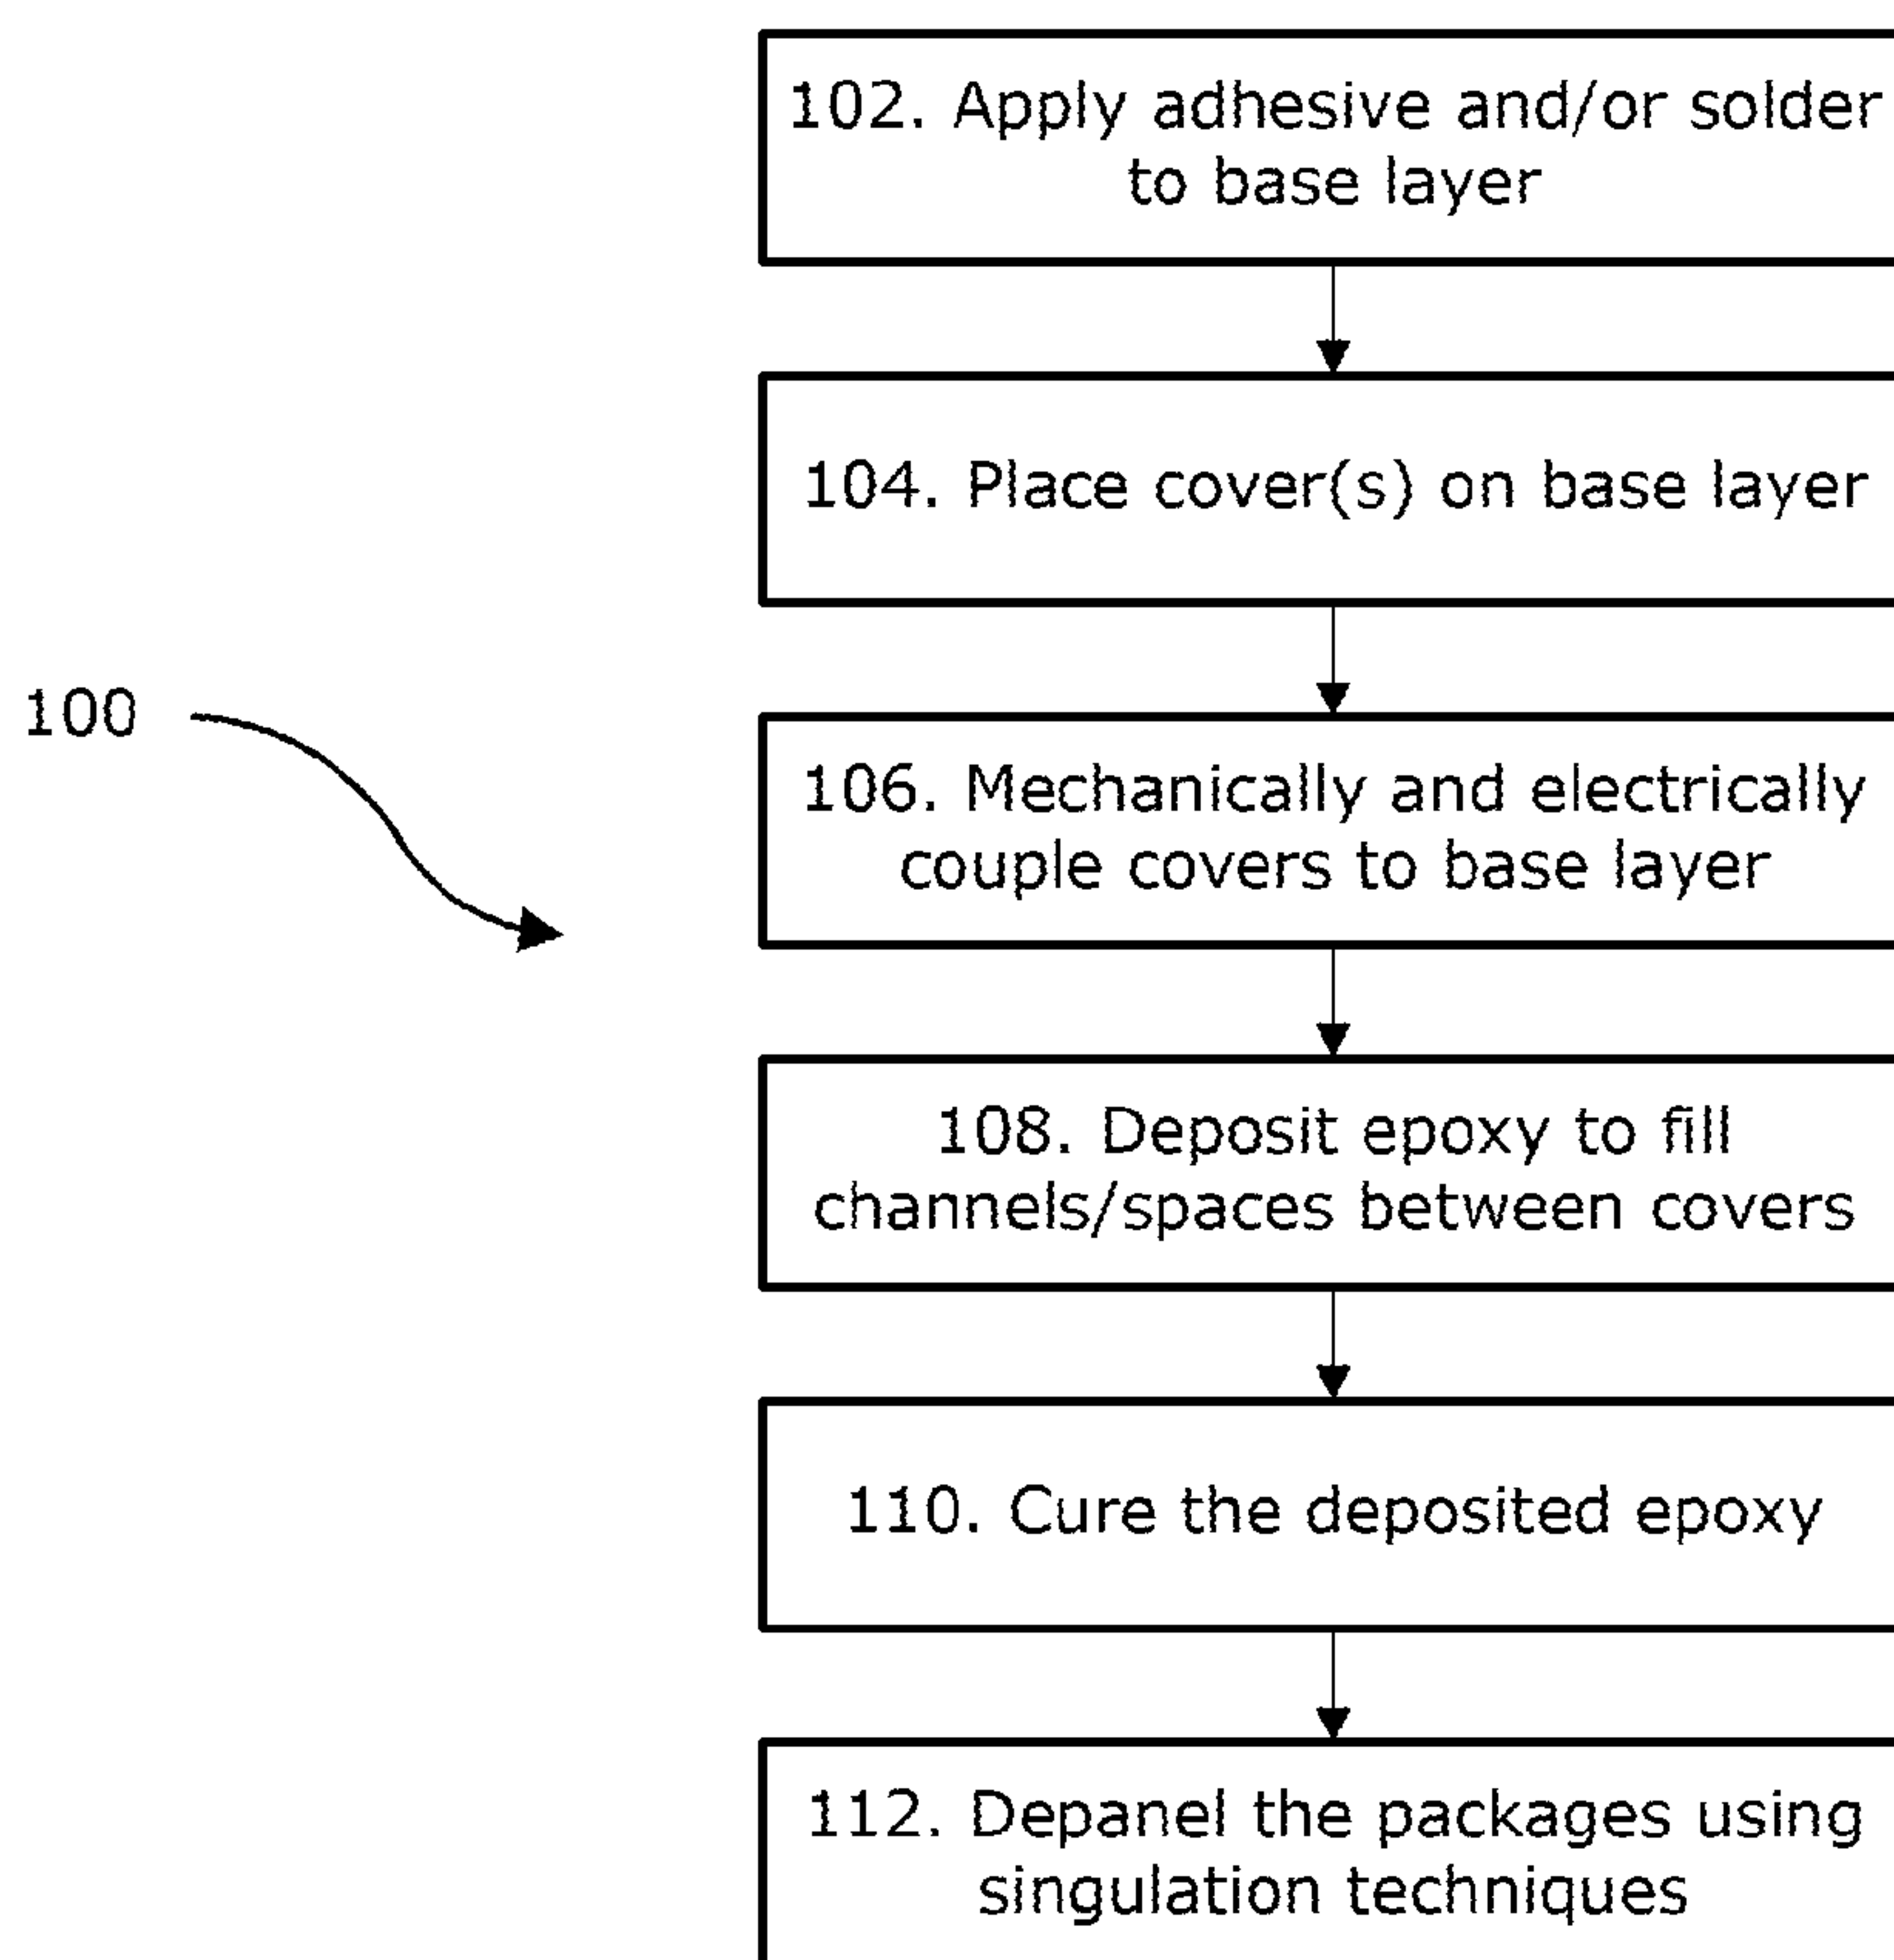 102. Apply adhesive and/or solder
to base layer
104. Place cover(s) on base layer
100
106. Mechanically and electrically
couple covers to base layer
108. Deposit epoxy to fill
channels/spaces between covers
110. Cure the deposited epoxy
112. Depanel the packages using
singulation techniques